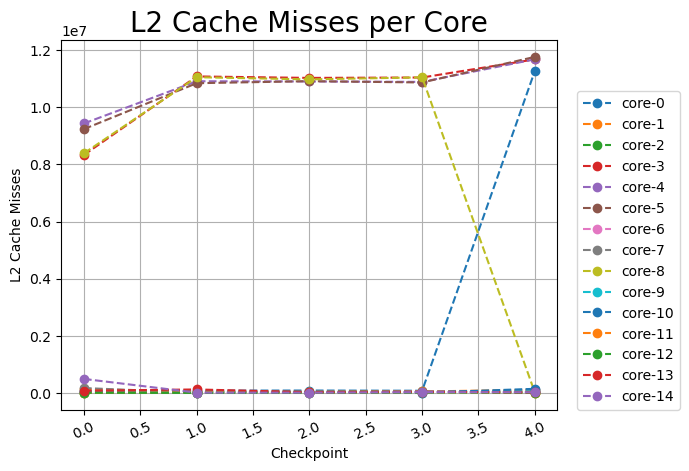 L2 Cache Misses per Core
1e7
1.2
1.0
0.8
0.6
0.4
0.2
0.0
L2 Cache Misses
0.0
0.5
1.0
1.5
2.0
2.5
3.0
3.5
4.0
Checkpoint
core-0
core-1
core-2
core-3
core-4
core-5
core-6
core-7
core-8
core-9
core-10
core-11
core-12
core-13
core-14